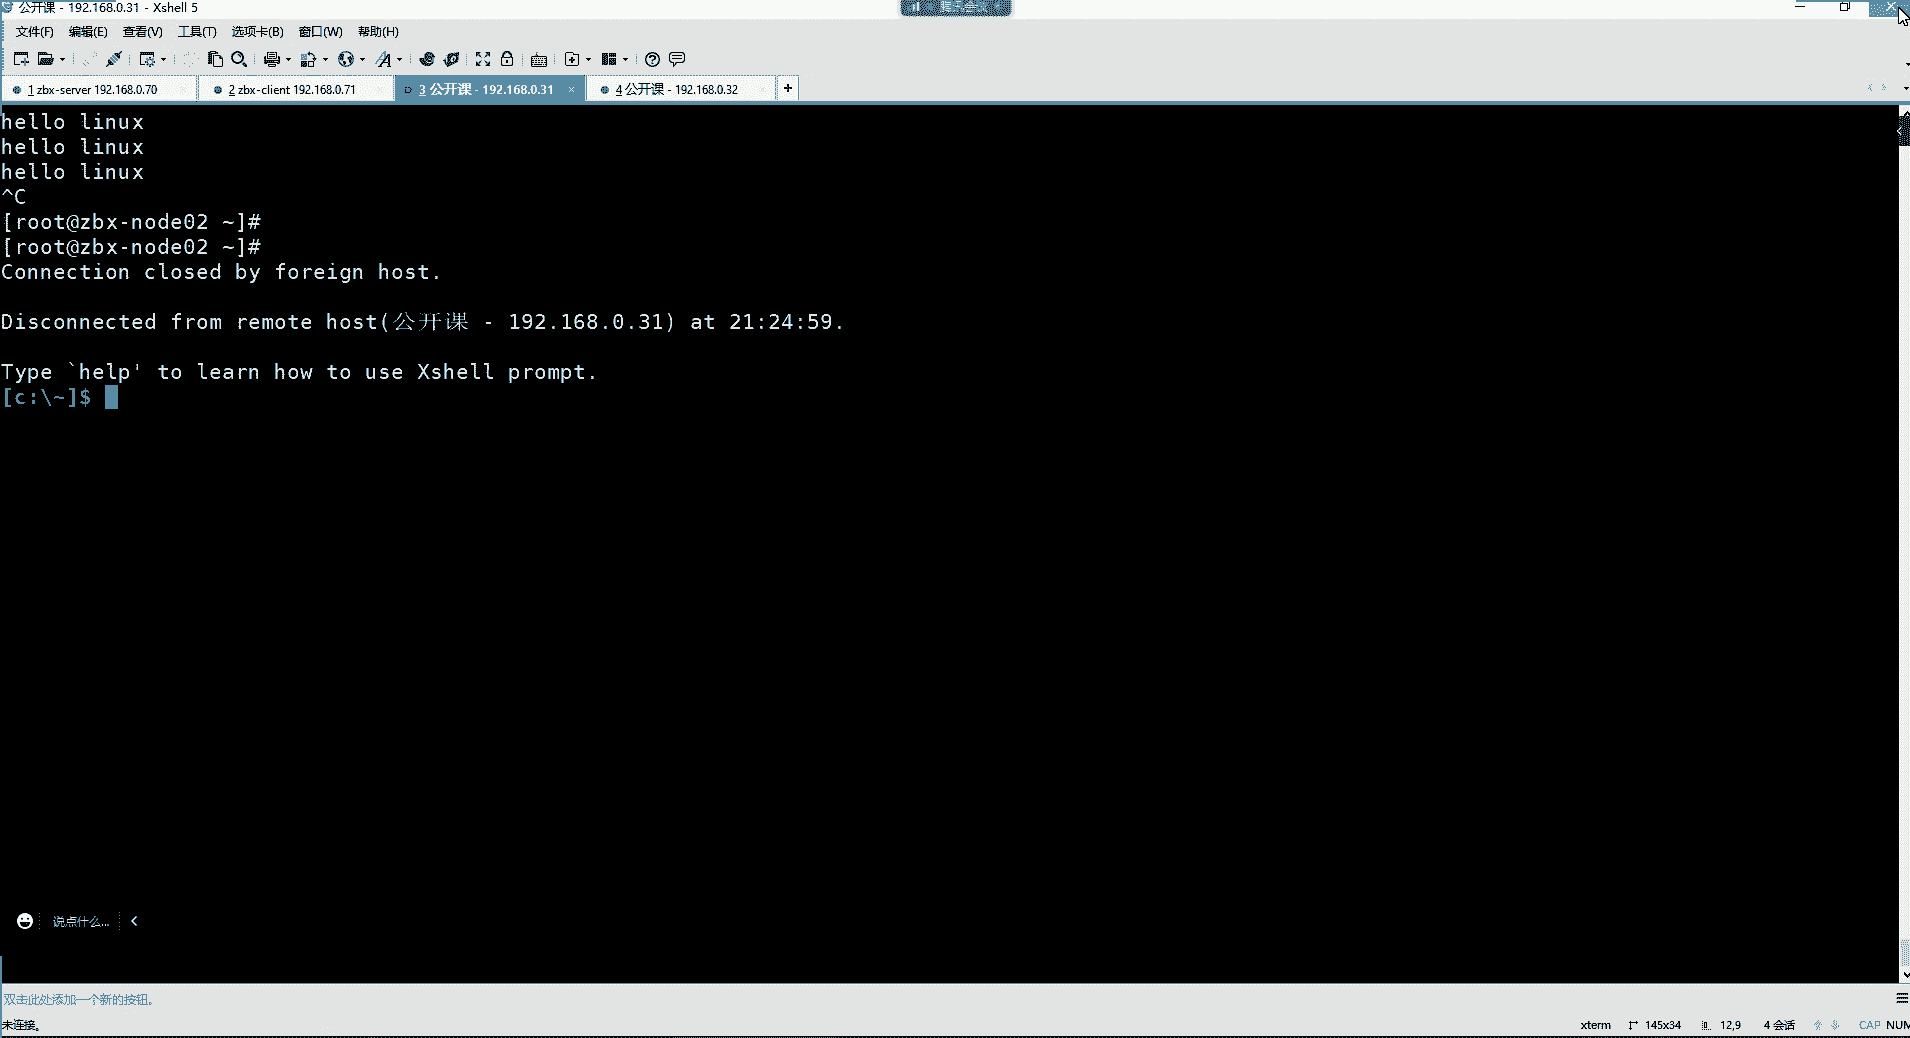 公开课 - 192.168.0.31 - Xshell 5
腾讯会议
文件(F) 编辑(E) 查看(V) 工具(T) 选项卡(B) 窗口(W) 帮助(H)
1 zbx-server 192.168.0.70 2 zbx-client 192.168.0.71 3 公开课 - 192.168.0.31 × 4 公开课 - 192.168.0.32 +
hello linux
hello linux
hello linux
^C
[root@zbx-node02 ~]#
[root@zbx-node02 ~]#
Connection closed by foreign host.
Disconnected from remote host(公开课 - 192.168.0.31) at 21:24:59.
Type `help' to learn how to use Xshell prompt.
[c:\~]$
说点什么...
双击此处添加一个新的按钮。
未连接。 xterm 145x34 12,9 4 会话 CAP NUM